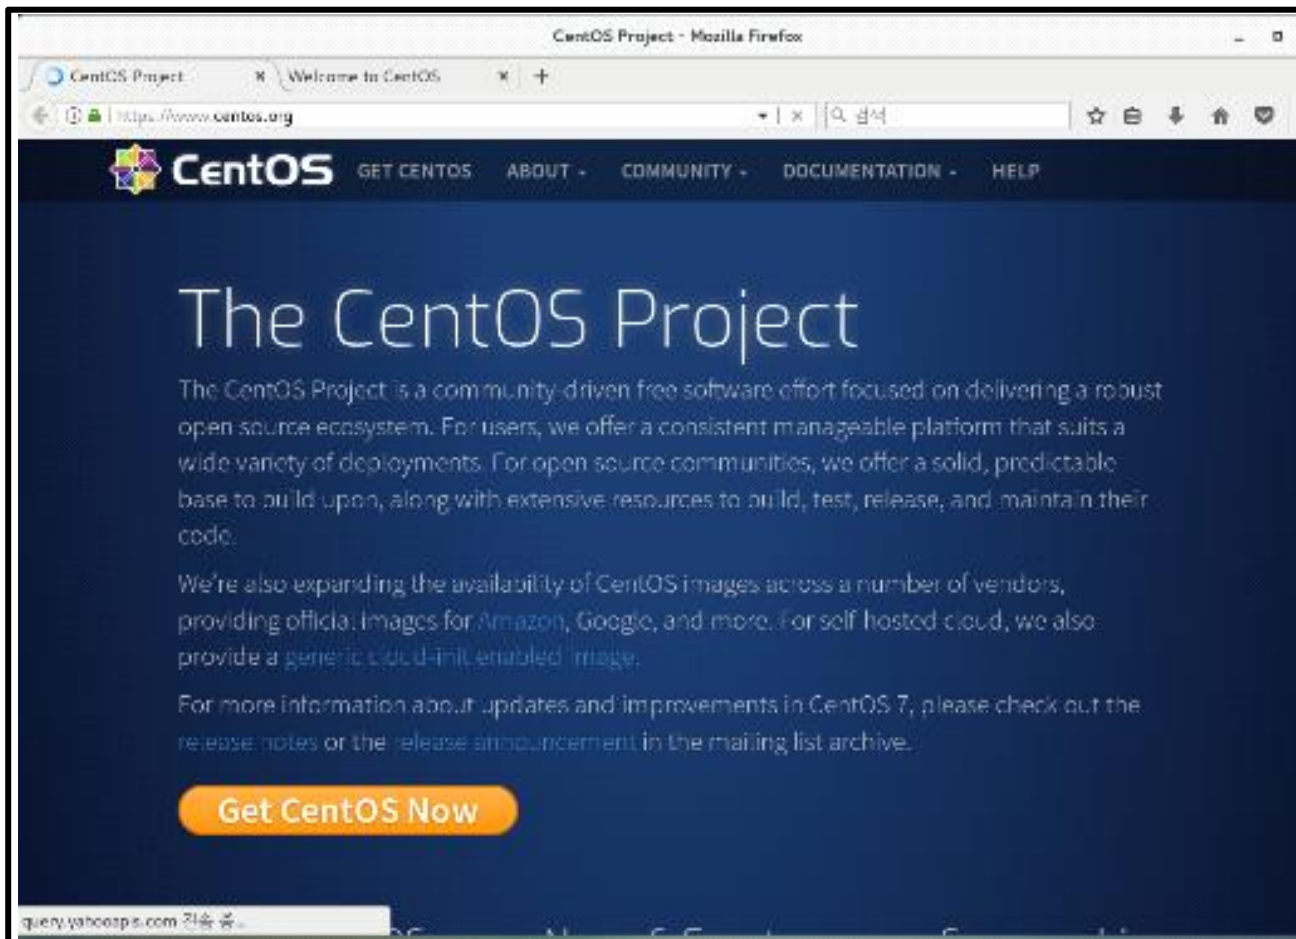 CentOS Project - Mozilla Firefox
CentOS Project Welcome to CentOS
https://www.centos.org 검색
CentOS GET CENTOS ABOUT COMMUNITY DOCUMENTATION HELP
The CentOS Project
The CentOS Project is a community-driven free software effort focused on delivering a robust
open source ecosystem. For users, we offer a consistent manageable platform that suits a
wide variety of deployments. For open source communities, we offer a solid, predictable
base to build upon, along with extensive resources to build, test, release, and maintain their
code.
We're also expanding the availability of CentOS images across a number of vendors,
providing official images for Amazon, Google, and more. For self-hosted cloud, we also
provide a generic cloud-init enabled image.
For more information about updates and improvements in CentOS 7, please check out the
release notes or the release announcement in the mailing list archive.
Get CentOS Now
query.yahooapis.com 전송 중...